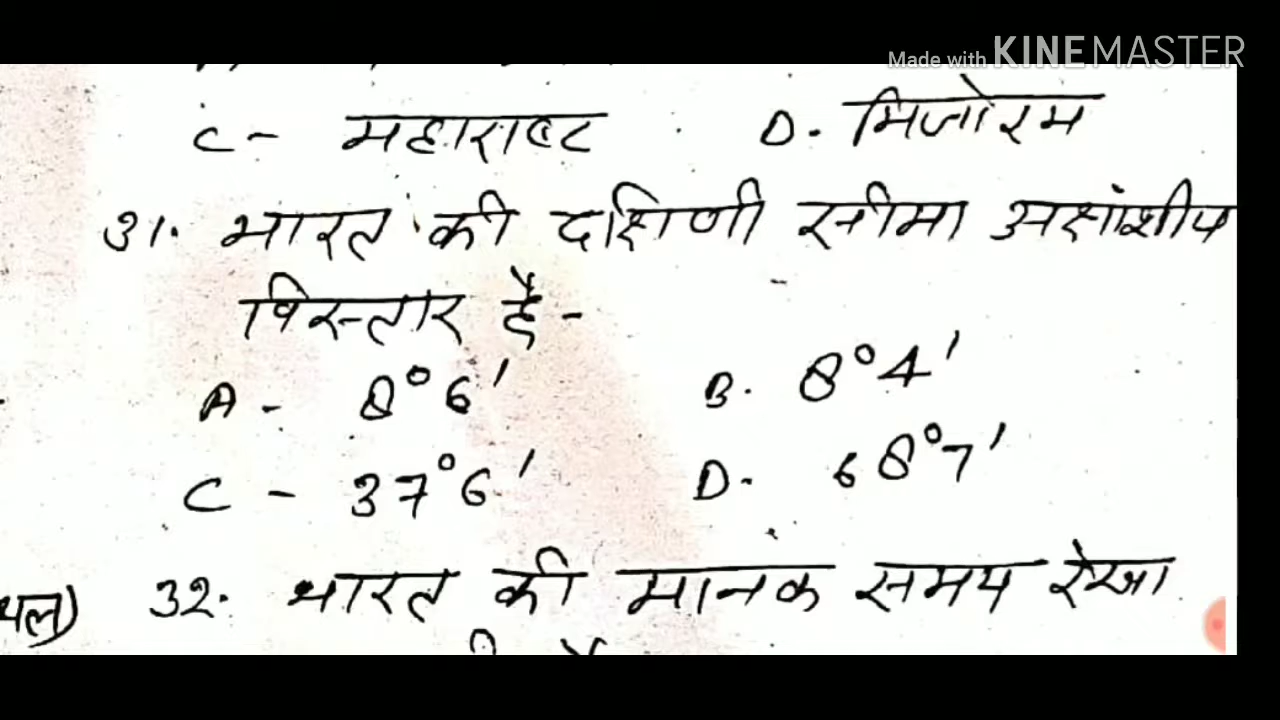 Made with KINEMASTER
C - महाराष्ट D. मिजोरम
31. भारत की दक्षिणी सीमा अक्षांशीय
विस्तार है -
A - 8°6' B. 8°4'
C - 37°6' D. 68°7'
32. भारत की मानक समय रेखा